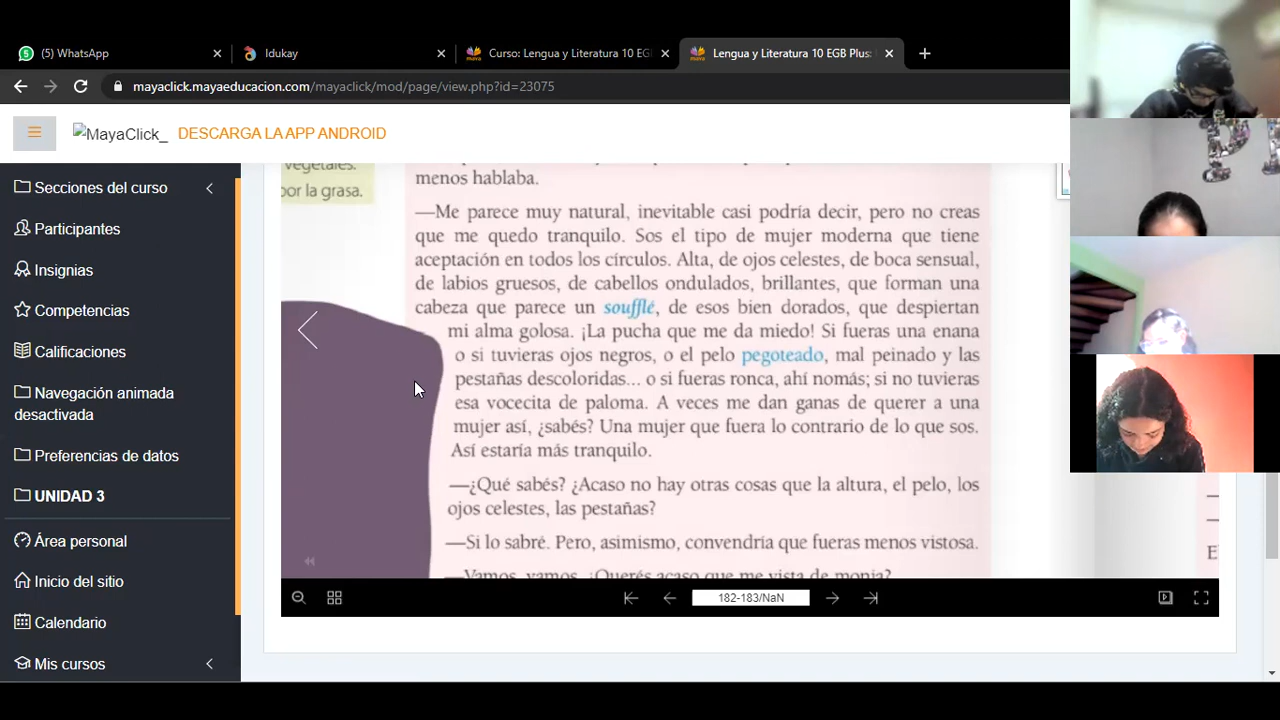 (5) WhatsApp
Idukay
Curso: Lengua y Literatura 10 EGB
Lengua y Literatura 10 EGB Plus:
mayaclick.mayaeducacion.com/mayaclick/mod/page/view.php?id=23075
MayaClick_
DESCARGA LA APP ANDROID
Secciones del curso
Participantes
Insignias
Competencias
Calificaciones
Navegación animada
desactivada
Preferencias de datos
UNIDAD 3
Área personal
Inicio del sitio
Calendario
Mis cursos
vegetales.
por la grasa.
menos hablaba.
—Me parece muy natural, inevitable casi podría decir, pero no creas
que me quedo tranquilo. Sos el tipo de mujer moderna que tiene
aceptación en todos los círculos. Alta, de ojos celestes, de boca sensual,
de labios gruesos, de cabellos ondulados, brillantes, que forman una
cabeza que parece un soufflé, de esos bien dorados, que despiertan
mi alma golosa. ¡La pucha que me da miedo! Si fueras una enana
o si tuvieras ojos negros, o el pelo pegoteado, mal peinado y las
pestañas descoloridas... o si fueras ronca, ahí nomás; si no tuvieras
esa vocecita de paloma. A veces me dan ganas de querer a una
mujer así, ¿sabés? Una mujer que fuera lo contrario de lo que sos.
Así estaría más tranquilo.
—¿Qué sabés? ¿Acaso no hay otras cosas que la altura, el pelo, los
ojos celestes, las pestañas?
—Si lo sabré. Pero, asimismo, convendría que fueras menos vistosa.
—Vamos, vamos. ¿Querés acaso que me vista de monja?
182-183/NaN